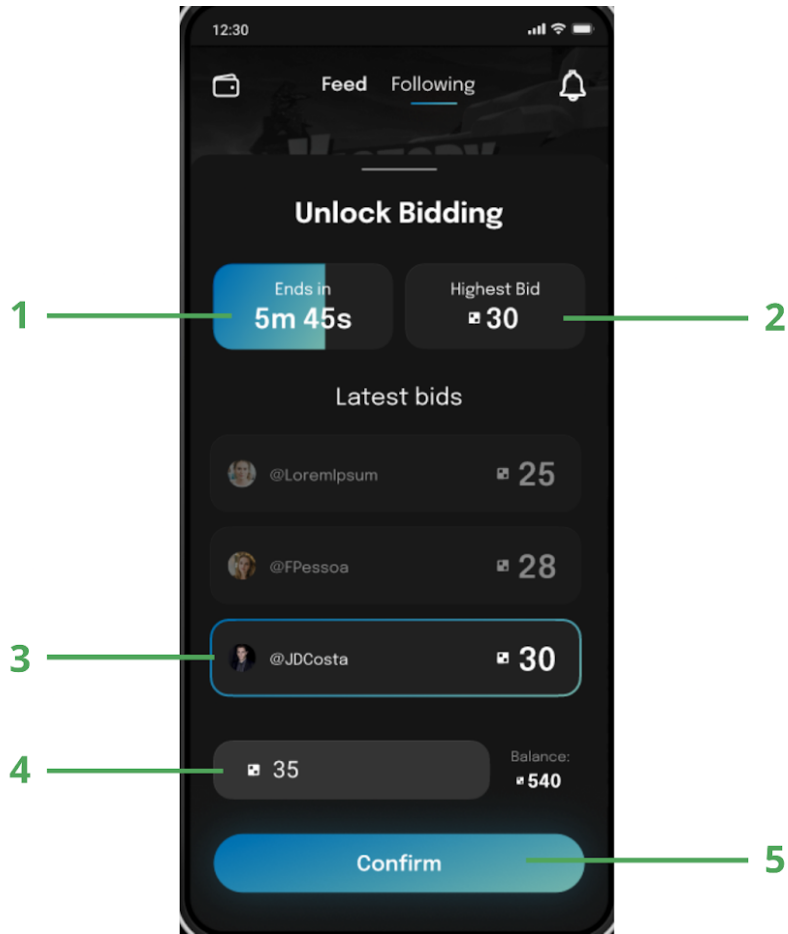 12:30
Feed Following
VICTORY
Unlock Bidding
Ends in
5m 45s
Highest Bid
30
1
2
Latest bids
@LoremIpsum 25
@FPessoa 28
3
@JDCosta 30
4
35
Balance:
540
Confirm
5